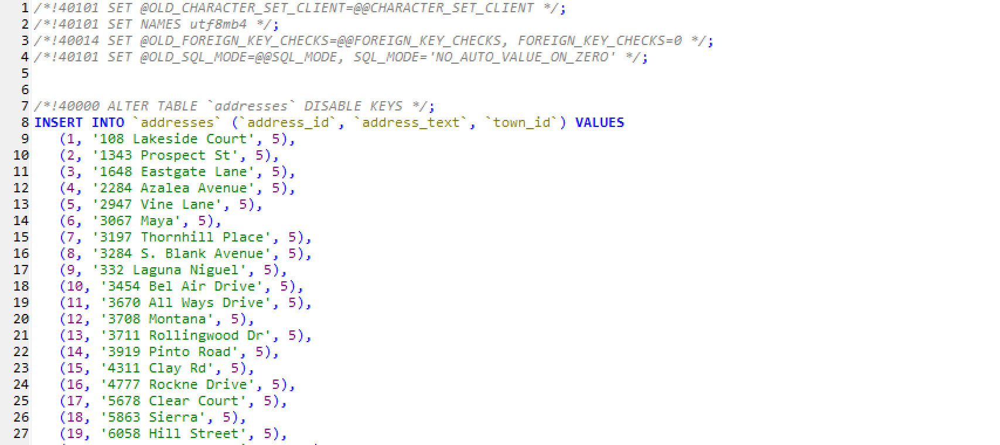 1 /*!40101 SET @OLD_CHARACTER_SET_CLIENT=@@CHARACTER_SET_CLIENT */;
2 /*!40101 SET NAMES utf8mb4 */;
3 /*!40014 SET @OLD_FOREIGN_KEY_CHECKS=@@FOREIGN_KEY_CHECKS, FOREIGN_KEY_CHECKS=0 */;
4 /*!40101 SET @OLD_SQL_MODE=@@SQL_MODE, SQL_MODE='NO_AUTO_VALUE_ON_ZERO' */;
5
6
7 /*!40000 ALTER TABLE `addresses` DISABLE KEYS */;
8 INSERT INTO `addresses` (`address_id`, `address_text`, `town_id`) VALUES
9 (1, '108 Lakeside Court', 5),
10 (2, '1343 Prospect St', 5),
11 (3, '1648 Eastgate Lane', 5),
12 (4, '2284 Azalea Avenue', 5),
13 (5, '2947 Vine Lane', 5),
14 (6, '3067 Maya', 5),
15 (7, '3197 Thornhill Place', 5),
16 (8, '3284 S. Blank Avenue', 5),
17 (9, '332 Laguna Niguel', 5),
18 (10, '3454 Bel Air Drive', 5),
19 (11, '3670 All Ways Drive', 5),
20 (12, '3708 Montana', 5),
21 (13, '3711 Rollingwood Dr', 5),
22 (14, '3919 Pinto Road', 5),
23 (15, '4311 Clay Rd', 5),
24 (16, '4777 Rockne Drive', 5),
25 (17, '5678 Clear Court', 5),
26 (18, '5863 Sierra', 5),
27 (19, '6058 Hill Street', 5),